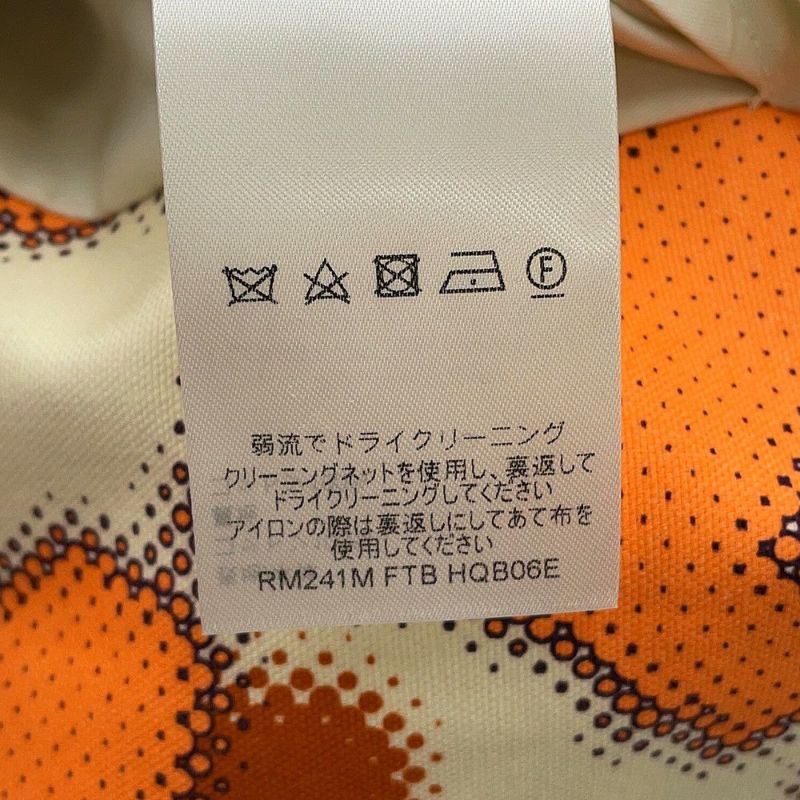 F
弱流でドライクリーニング
クリーニングネットを使用し、裏返して
ドライクリーニングしてください
アイロンの際は裏返しにしてあて布を
使用してください
RM241M FTB HQB06E